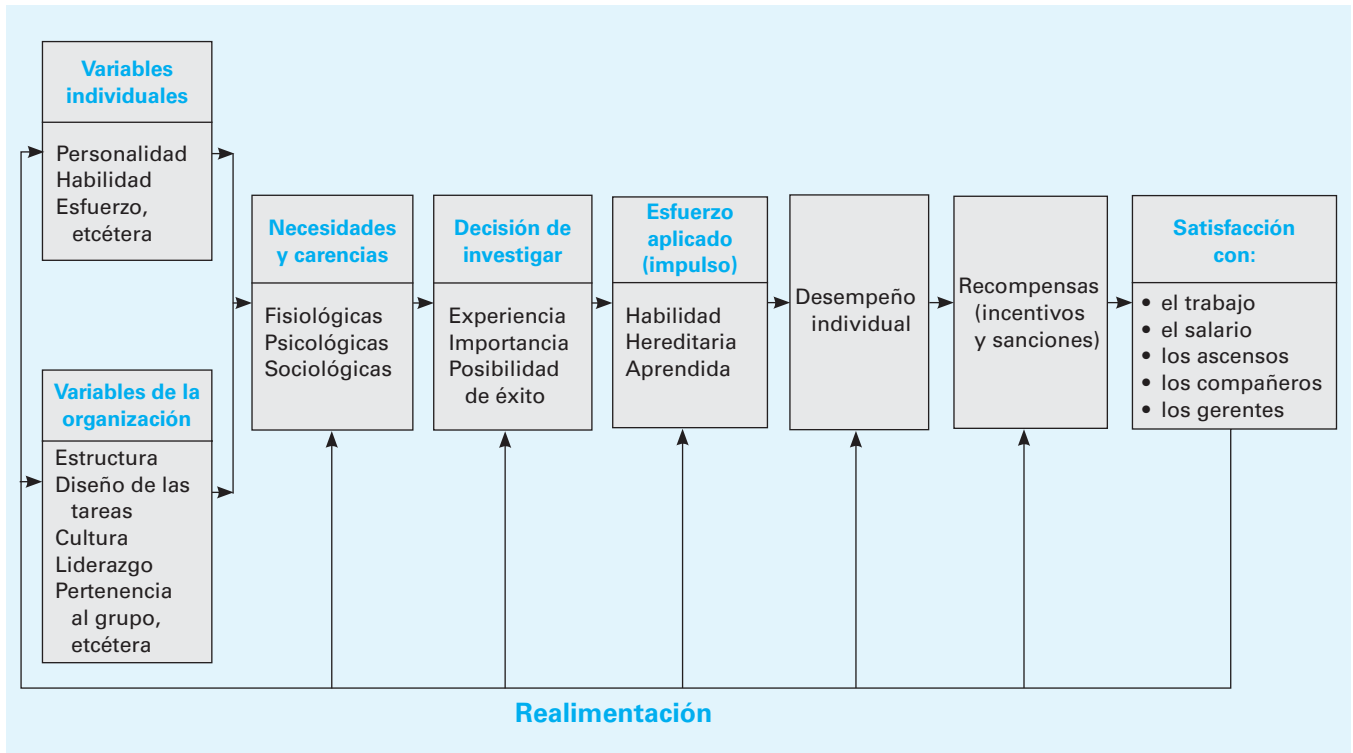 Variables
individuales
Personalidad
Habilidad
Esfuerzo,
etcétera
Variables de la
organización
Estructura
Diseño de las
tareas
Cultura
Liderazgo
Pertenencia
al grupo,
etcétera
Necesidades
y carencias
Fisiológicas
Psicológicas
Sociológicas
Decisión de
investigar
Experiencia
Importancia
Posibilidad
de éxito
Esfuerzo
aplicado
(impulso)
Habilidad
Hereditaria
Aprendida
Desempeño
individual
Recompensas
(incentivos
y sanciones)
Satisfacción
con:
• el trabajo
• el salario
• los ascensos
• los compañeros
• los gerentes
Realimentación